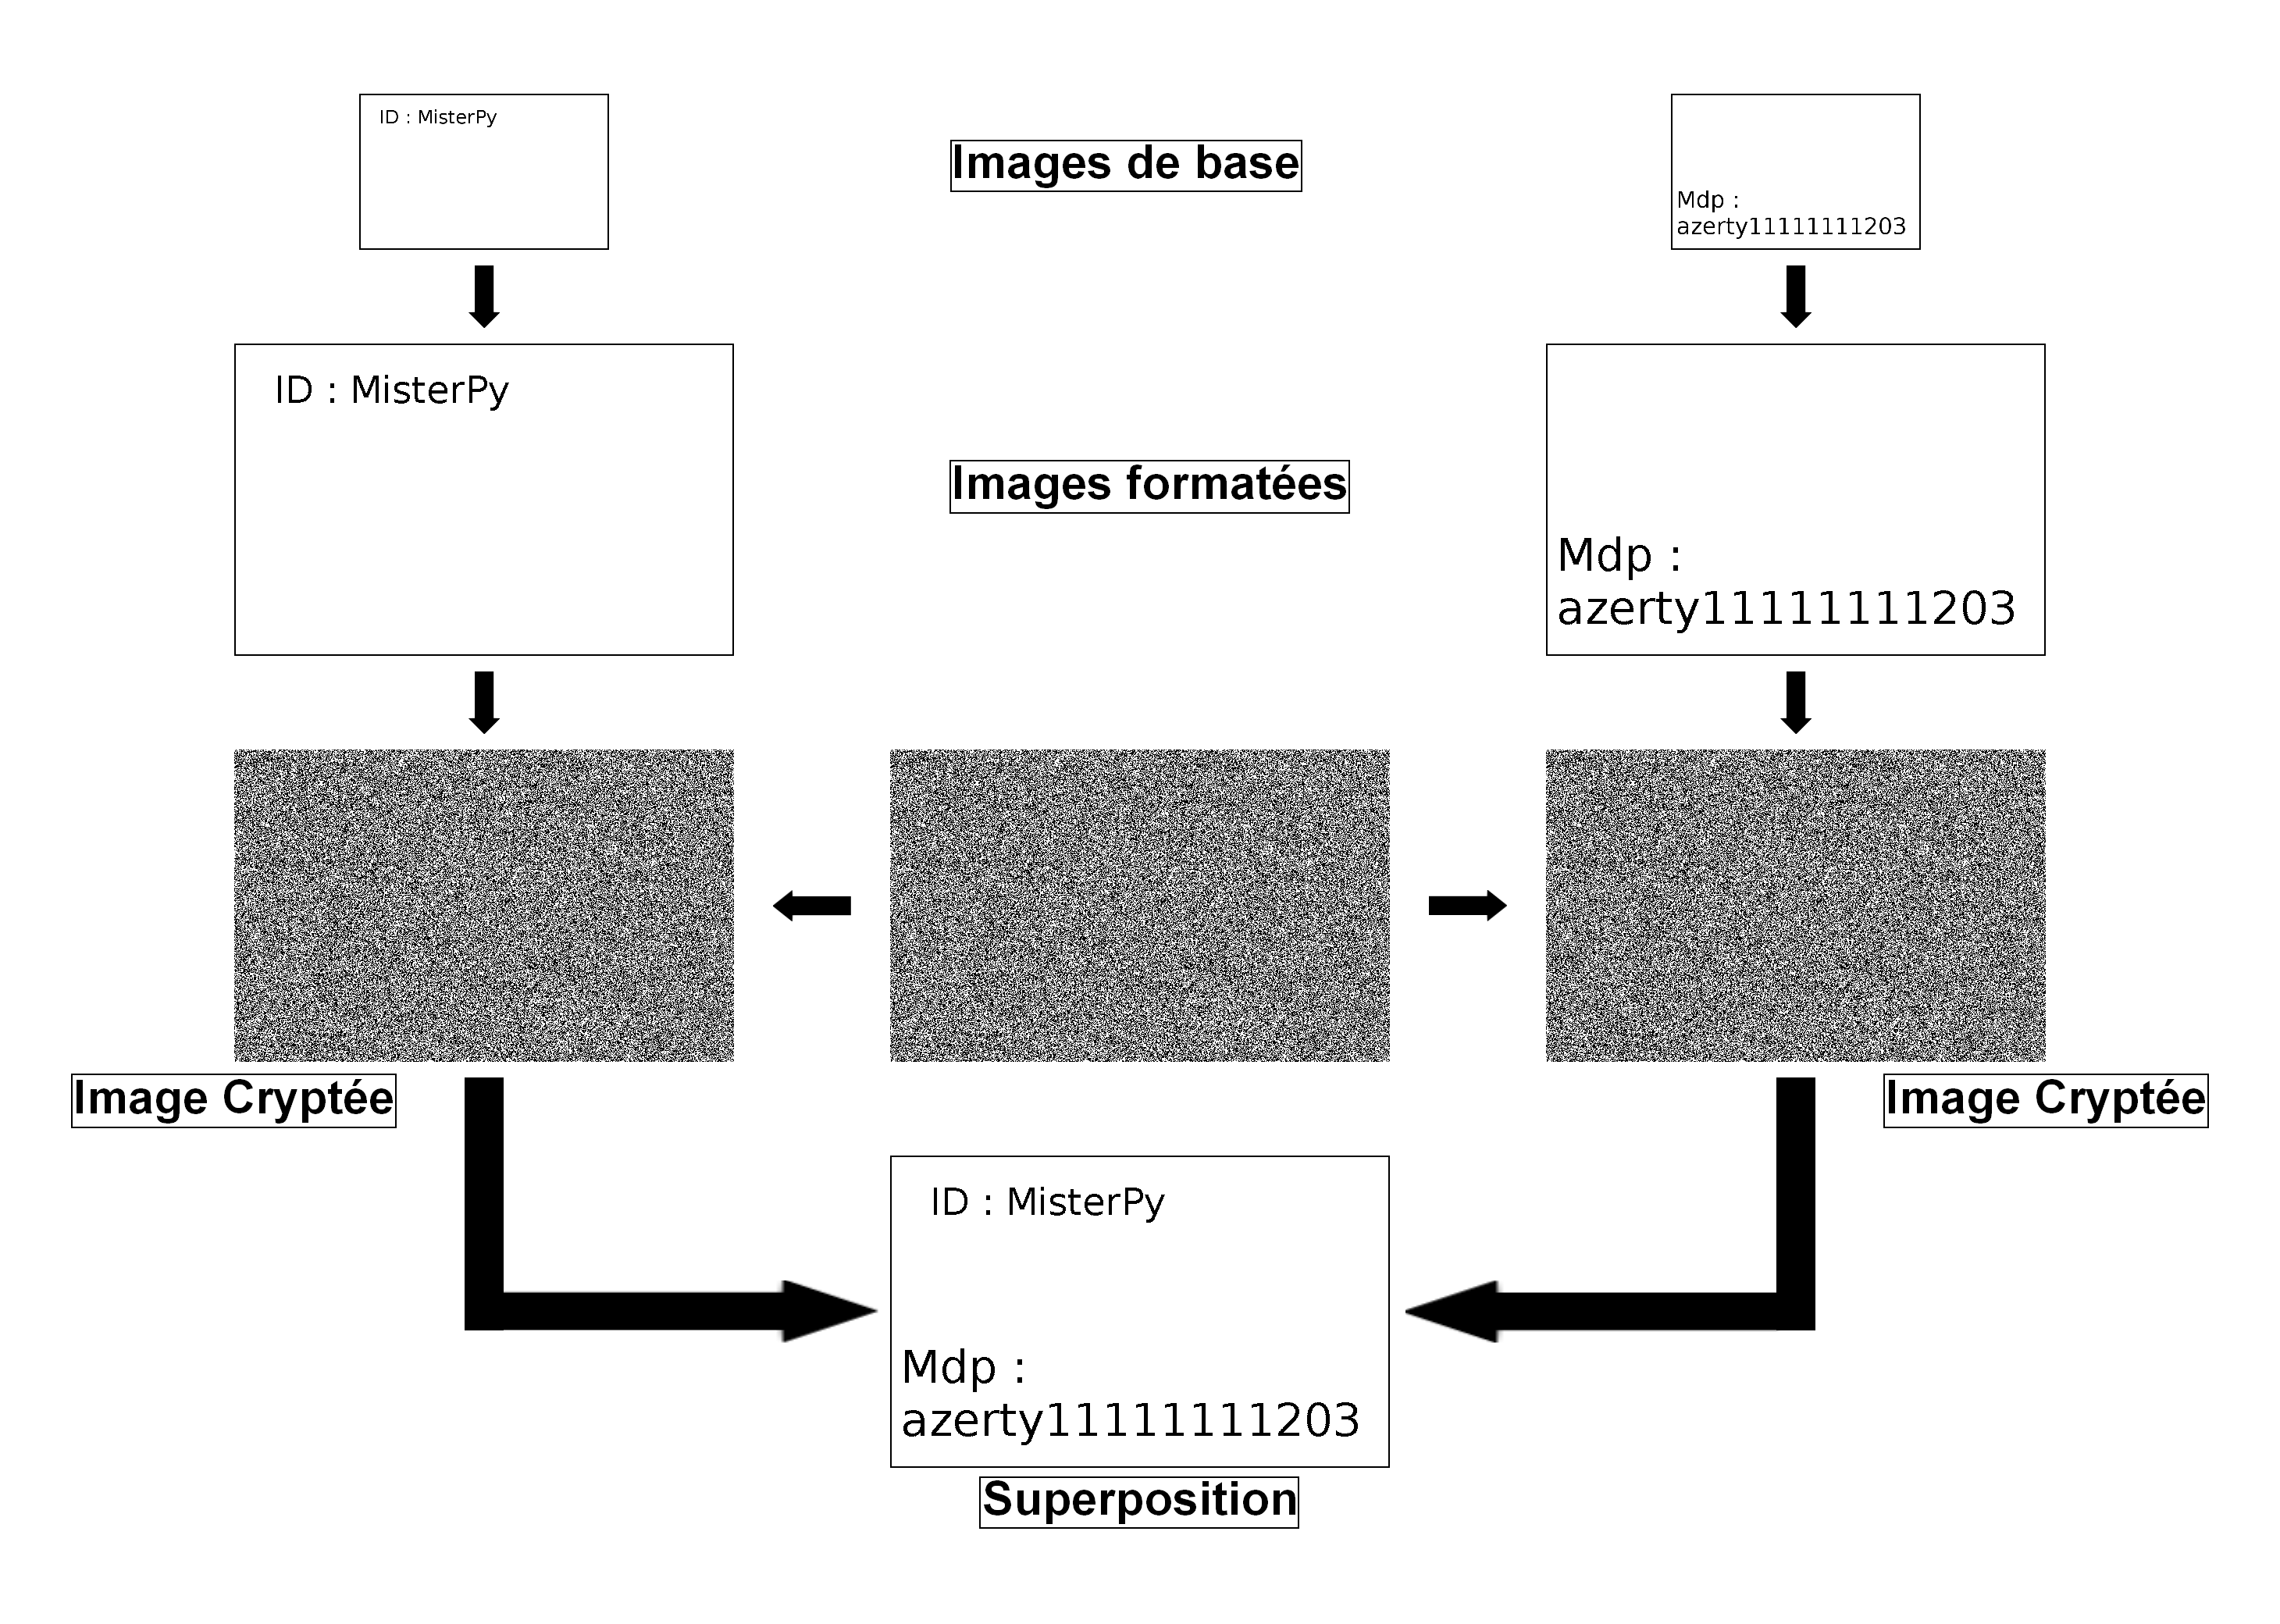 ID : MisterPy
Images de base
Mdp :
azerty11111111203
ID : MisterPy
Images formatées
Mdp :
azerty11111111203
Image Cryptée
Image Cryptée
ID : MisterPy
Mdp :
azerty11111111203
Superposition